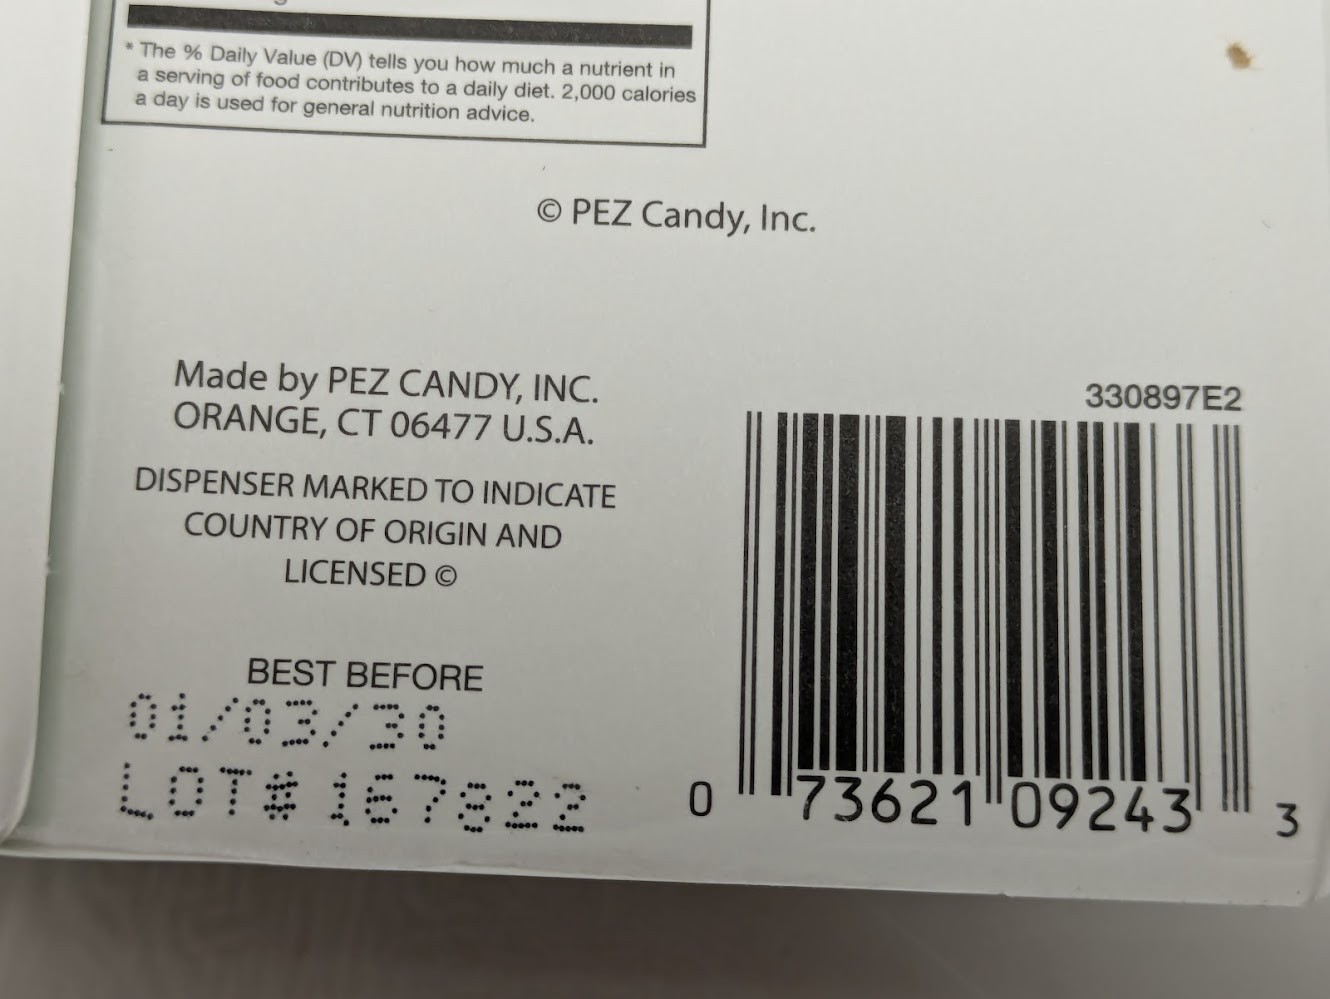 * The % Daily Value (DV) tells you how much a nutrient in
a serving of food contributes to a daily diet. 2,000 calories
a day is used for general nutrition advice.
© PEZ Candy, Inc.
Made by PEZ CANDY, INC.
ORANGE, CT 06477 U.S.A.
DISPENSER MARKED TO INDICATE
COUNTRY OF ORIGIN AND
LICENSED ©
BEST BEFORE
01/03/30
LOT# 167822
330897E2
0 73621 09243 3